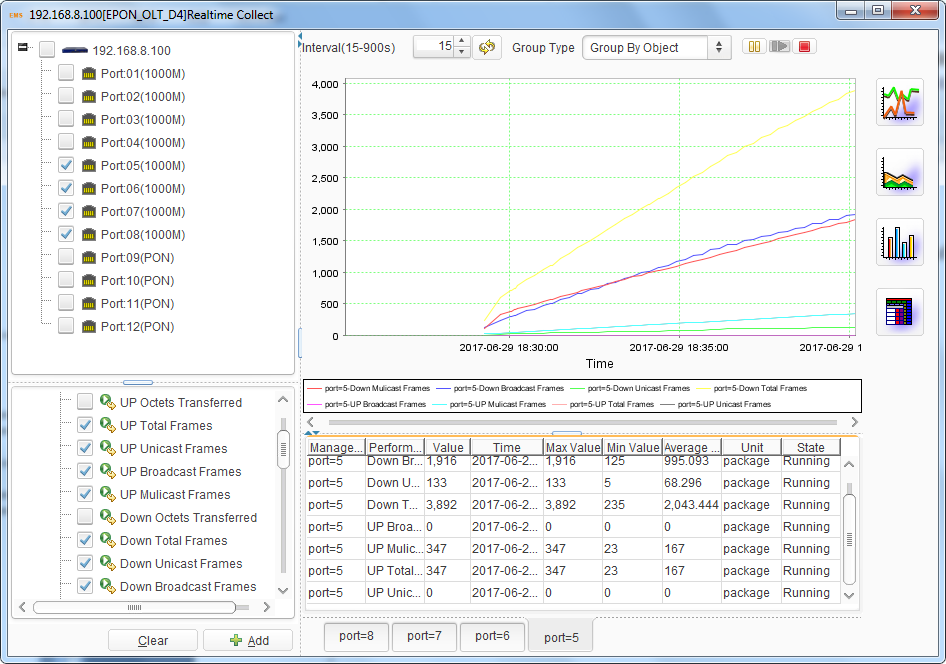 EMS 192.168.8.100[EPON_OLT_D4]Realtime Collect
192.168.8.100
Port:01(1000M)
Port:02(1000M)
Port:03(1000M)
Port:04(1000M)
Port:05(1000M)
Port:06(1000M)
Port:07(1000M)
Port:08(1000M)
Port:09(PON)
Port:10(PON)
Port:11(PON)
Port:12(PON)
UP Octets Transferred
UP Total Frames
UP Unicast Frames
UP Broadcast Frames
UP Mulicast Frames
Down Octets Transferred
Down Total Frames
Down Unicast Frames
Down Broadcast Frames
Clear Add
Interval(15-900s) 15 Group Type Group By Object
4,000
3,500
3,000
2,500
2,000
1,500
1,000
500
0
2017-06-29 18:30:00 2017-06-29 18:35:00 2017-06-29 1
Time
port=5-Down Mulicast Frames port=5-Down Broadcast Frames port=5-Down Unicast Frames port=5-Down Total Frames
port=5-UP Broadcast Frames port=5-UP Mulicast Frames port=5-UP Total Frames port=5-UP Unicast Frames
Manage... Perform... Value Time Max Value Min Value Average ... Unit State
port=5 Down Br... 1,916 2017-06-2... 1,916 125 995.093 package Running
port=5 Down U... 133 2017-06-2... 133 5 68.296 package Running
port=5 Down T... 3,892 2017-06-2... 3,892 235 2,043.444 package Running
port=5 UP Broa... 0 2017-06-2... 0 0 0 package Running
port=5 UP Mulic... 347 2017-06-2... 347 23 167 package Running
port=5 UP Total... 347 2017-06-2... 347 23 167 package Running
port=5 UP Unic... 0 2017-06-2... 0 0 0 package Running
port=8 port=7 port=6 port=5